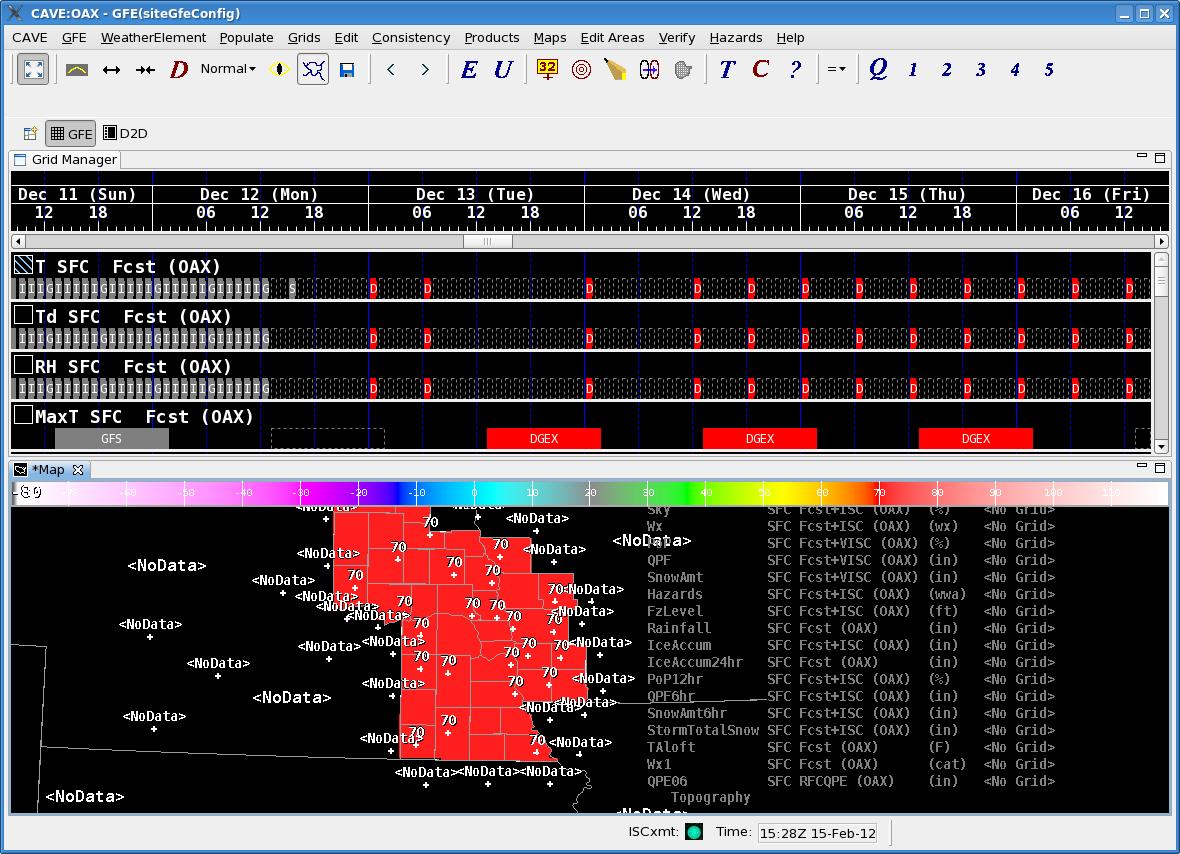 CAVE:OAX - GFE(siteGfeConfig)
CAVE GFE WeatherElement Populate Grids Edit Consistency Products Maps Edit Areas Verify Hazards Help
D Normal < > E U 32 T C ? = Q 1 2 3 4 5
GFE D2D
Grid Manager
Dec 11 (Sun) Dec 12 (Mon) Dec 13 (Tue) Dec 14 (Wed) Dec 15 (Thu) Dec 16 (Fri)
12 18 06 12 18 06 12 18 06 12 18 06 12 18 06 12
T SFC Fcst (OAX)
S D D D D D D D D D D D D
Td SFC Fcst (OAX)
D D D D D D D D D D D D
RH SFC Fcst (OAX)
D D D D D D D D D D D D
MaxT SFC Fcst (OAX)
GFS DGEX DGEX DGEX
*Map
-80 -70 -60 -50 -40 -30 -20 -10 0 10 20 30 40 50 60 70 80 90 100 110
Sky SFC Fcst+ISC (OAX) (%) <No Grid>
Wx SFC Fcst+ISC (OAX) (wx) <No Grid>
SFC Fcst+VISC (OAX) (%) <No Grid>
QPF SFC Fcst+VISC (OAX) (in) <No Grid>
SnowAmt SFC Fcst+VISC (OAX) (in) <No Grid>
Hazards SFC Fcst+ISC (OAX) (wwa) <No Grid>
FzLevel SFC Fcst+ISC (OAX) (ft) <No Grid>
Rainfall SFC Fcst (OAX) (in) <No Grid>
IceAccum SFC Fcst+ISC (OAX) (in) <No Grid>
IceAccum24hr SFC Fcst (OAX) (in) <No Grid>
PoP12hr SFC Fcst+ISC (OAX) (%) <No Grid>
QPF6hr SFC Fcst+ISC (OAX) (in) <No Grid>
SnowAmt6hr SFC Fcst+ISC (OAX) (in) <No Grid>
StormTotalSnow SFC Fcst+ISC (OAX) (in) <No Grid>
TAloft SFC Fcst (OAX) (F) <No Grid>
Wx1 SFC Fcst (OAX) (cat) <No Grid>
QPE06 SFC RFCQPE (OAX) (in) <No Grid>
Topography
<NoData> 70 <NoData> <NoData>
<NoData> 70 70 <NoData>
<NoData> 70 70 70
<NoData> 70 <NoData>
<NoData> 70 70 70
<NoData> <NoData> 70 70 <NoData>
<NoData> <NoData> 70
<NoData> 70 70 <NoData>
<NoData> 70 70 70
<NoData> 70 70 <NoData>
<NoData> 70
<NoData> 70 <NoData> <NoData>
<NoData> 70 70 <NoData>
<NoData> <NoData> <NoData>
<NoData>
ISCxmt: Time: 15:28Z 15-Feb-12